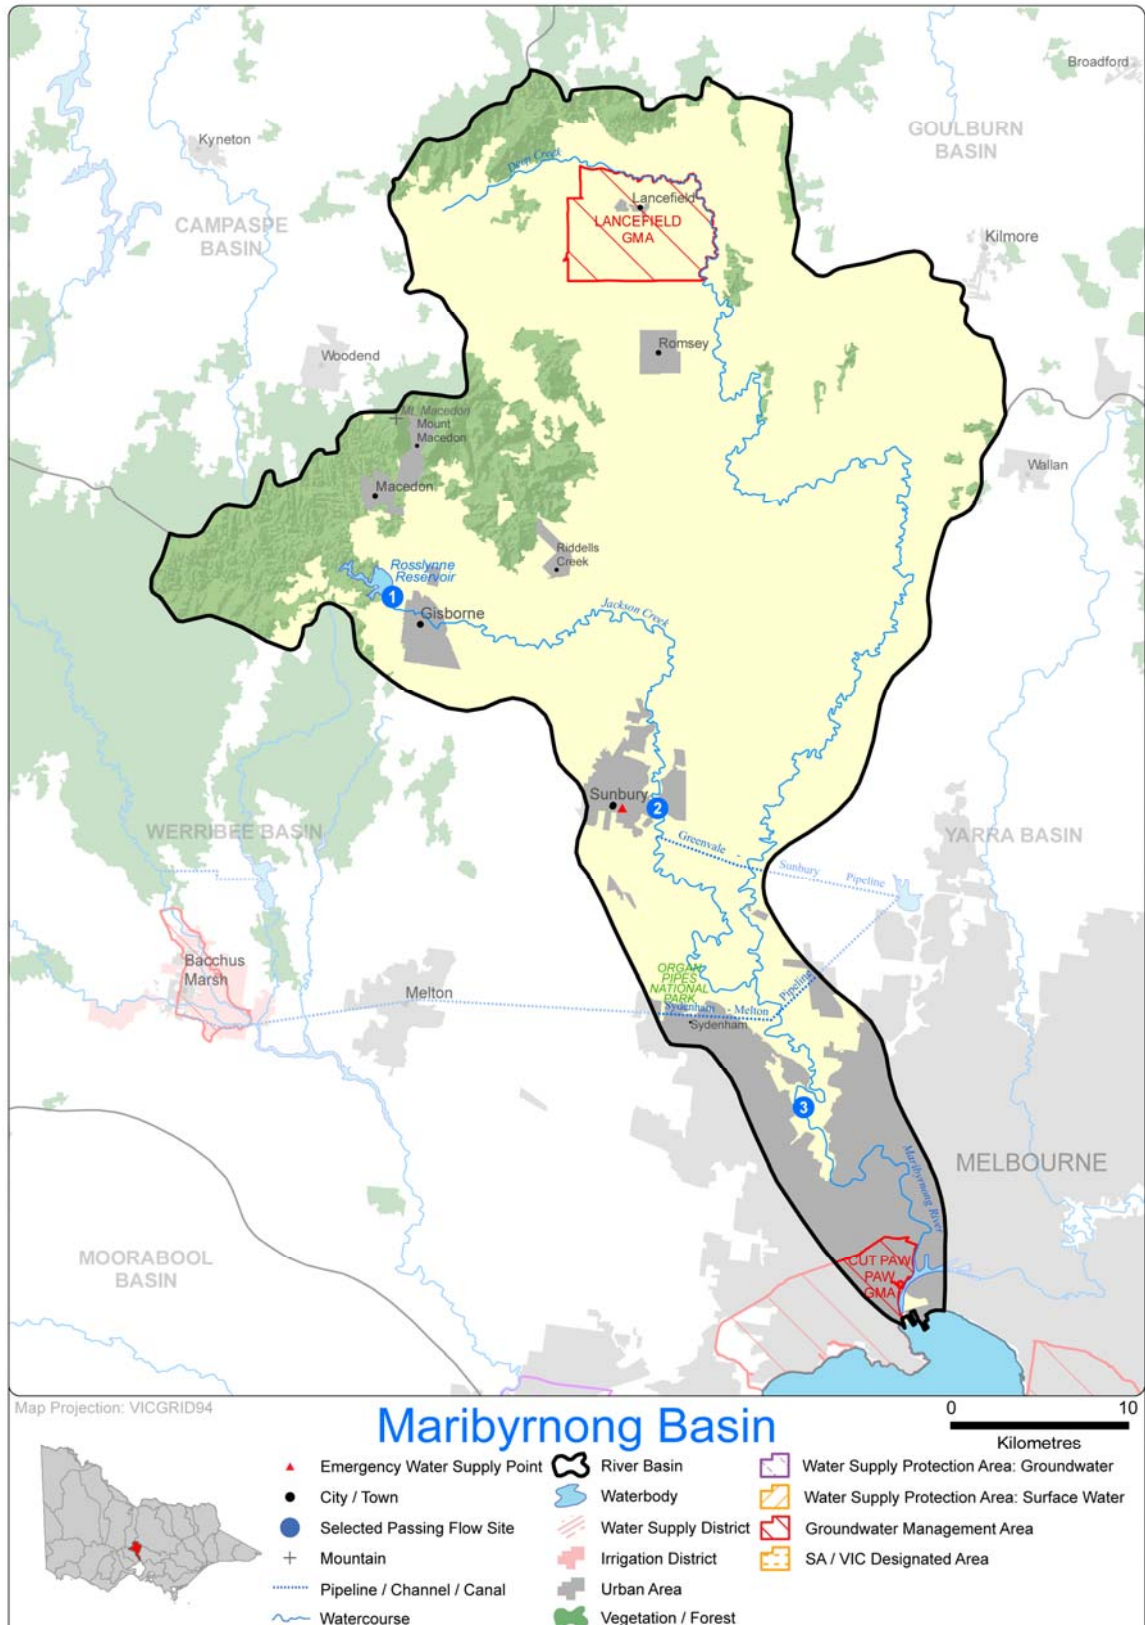 Broadford
Kyneton
GOULBURN
BASIN
Deep Creek
Lancefield
CAMPASPE
BASIN
LANCEFIELD
GMA
Kilmore
Romsey
Woodend
Mt. Macedon
Mount
Macedon
Wallan
Macedon
Riddells
Creek
Rosslynne
Reservoir
1
Gisborne
Jackson Creek
Sunbury
2
WERRIBEE BASIN
YARRA BASIN
Greenvale - Sunbury Pipeline
Bacchus
Marsh
Melton
ORGAN
PIPES
NATIONAL
PARK
Sydenham - Melton Pipeline
Sydenham
3
MELBOURNE
Maribyrnong River
MOORABOOL
BASIN
CUT PAW
PAW
GMA
Map Projection: VICGRID94
Maribyrnong Basin
0 10
Kilometres
Emergency Water Supply Point
City / Town
Selected Passing Flow Site
Mountain
Pipeline / Channel / Canal
Watercourse
River Basin
Waterbody
Water Supply District
Irrigation District
Urban Area
Vegetation / Forest
Water Supply Protection Area: Groundwater
Water Supply Protection Area: Surface Water
Groundwater Management Area
SA / VIC Designated Area